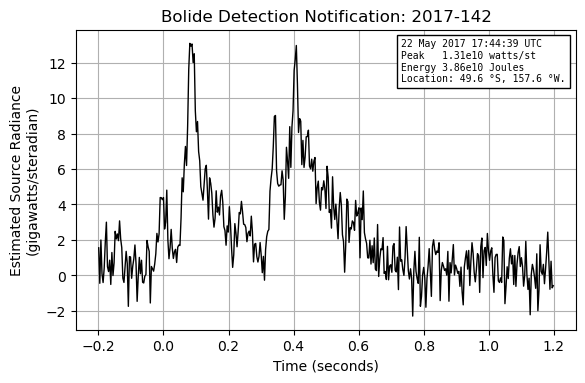 Bolide Detection Notification: 2017-142
22 May 2017 17:44:39 UTC
Peak   1.31e10 watts/st
Energy 3.86e10 Joules
Location: 49.6 °S, 157.6 °W.
Estimated Source Radiance
(gigawatts/steradian)
12
10
8
6
4
2
0
−2
−0.2 0.0 0.2 0.4 0.6 0.8 1.0 1.2
Time (seconds)